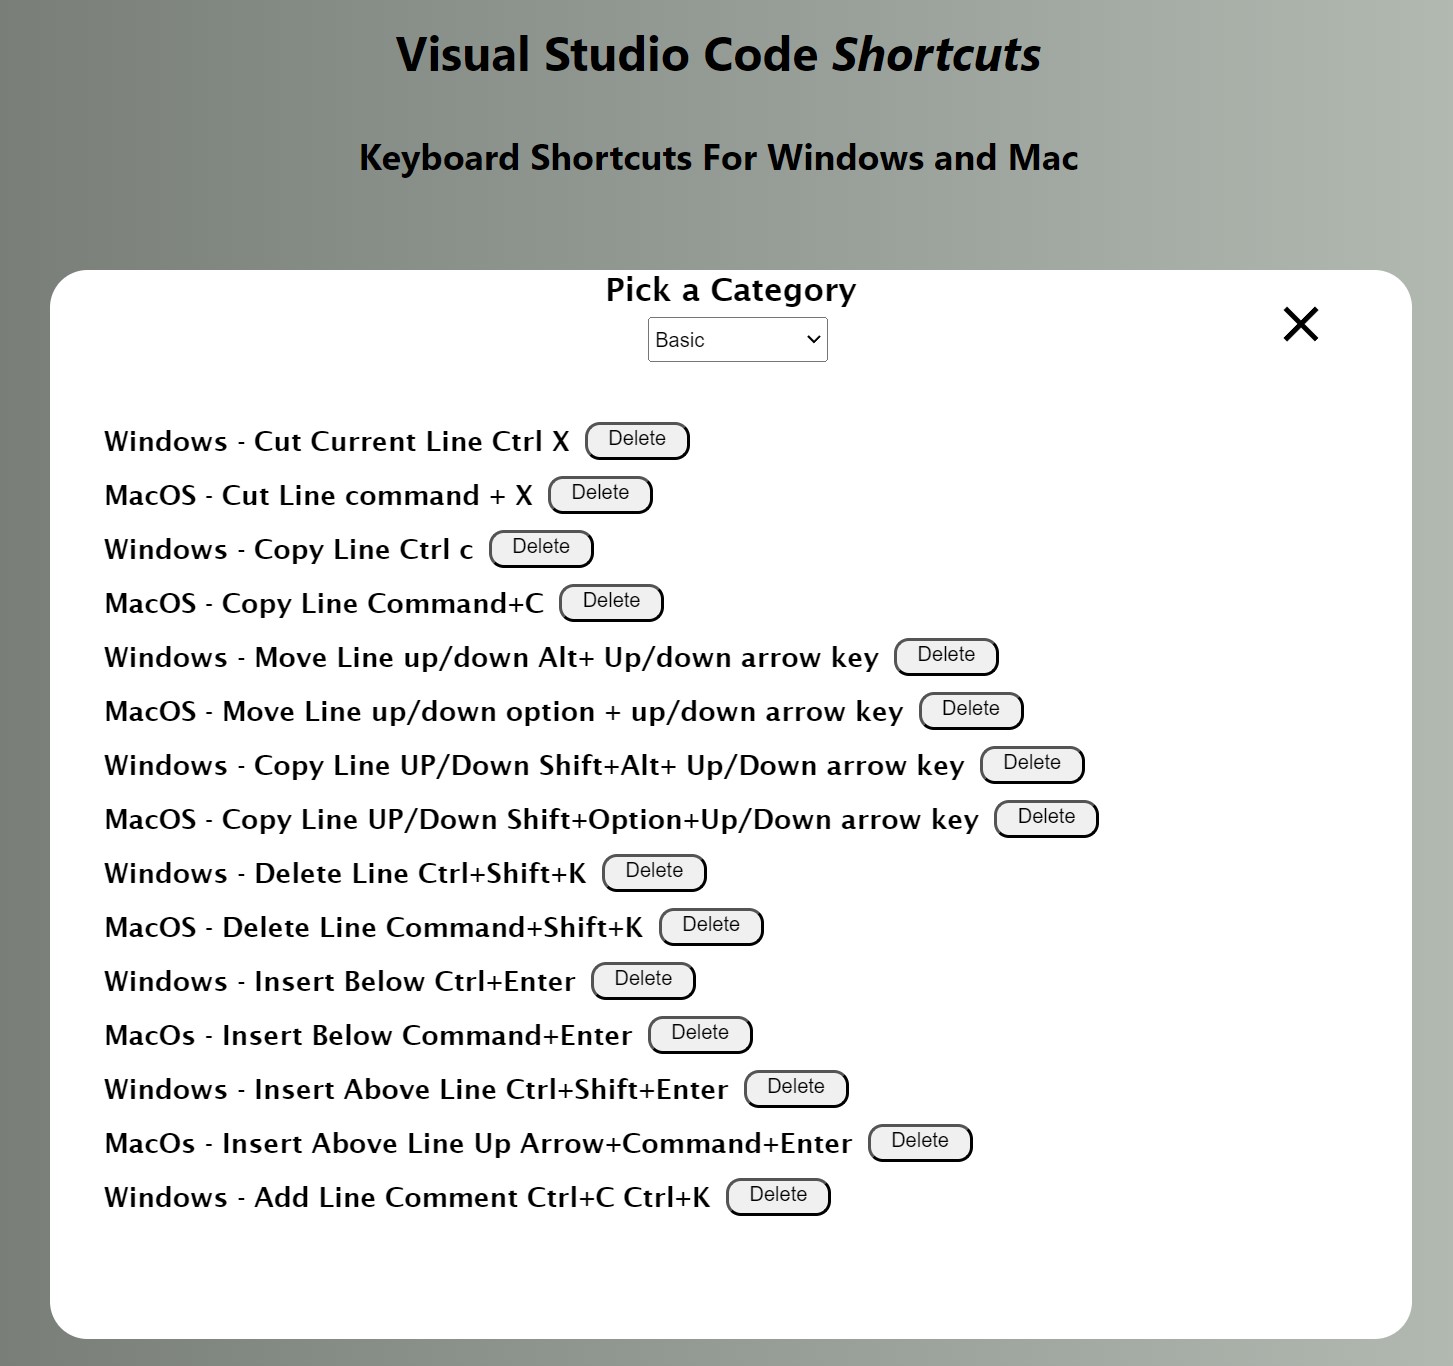 Visual Studio Code Shortcuts
Keyboard Shortcuts For Windows and Mac
Pick a Category
Basic
Windows - Cut Current Line Ctrl X Delete
MacOS - Cut Line command + X Delete
Windows - Copy Line Ctrl c Delete
MacOS - Copy Line Command+C Delete
Windows - Move Line up/down Alt+ Up/down arrow key Delete
MacOS - Move Line up/down option + up/down arrow key Delete
Windows - Copy Line UP/Down Shift+Alt+ Up/Down arrow key Delete
MacOS - Copy Line UP/Down Shift+Option+Up/Down arrow key Delete
Windows - Delete Line Ctrl+Shift+K Delete
MacOS - Delete Line Command+Shift+K Delete
Windows - Insert Below Ctrl+Enter Delete
MacOs - Insert Below Command+Enter Delete
Windows - Insert Above Line Ctrl+Shift+Enter Delete
MacOs - Insert Above Line Up Arrow+Command+Enter Delete
Windows - Add Line Comment Ctrl+C Ctrl+K Delete